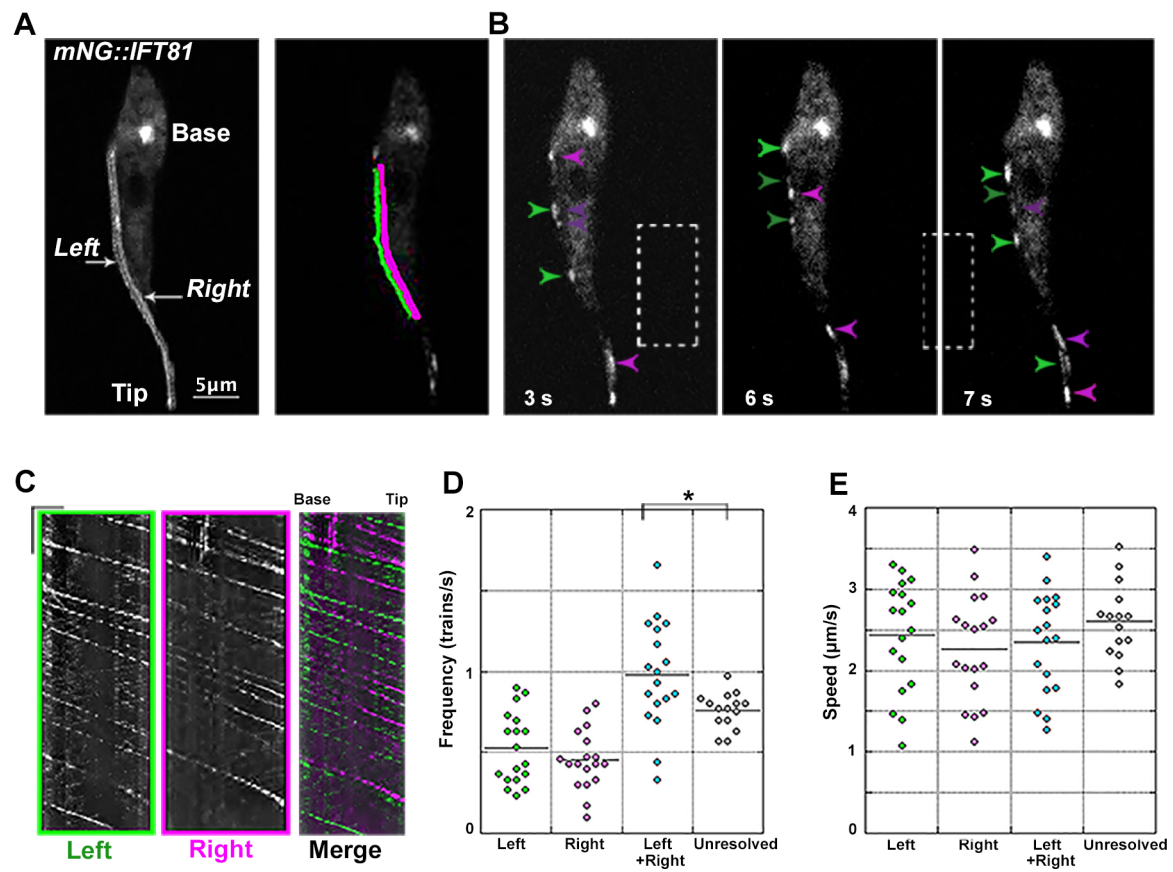 A
mNG::IFT81
Base
Left
Right
Tip
5µm
B
3 s
6 s
7 s
C
Base
Tip
Left
Right
Merge
D
*
Frequency (trains/s)
2
1
0
Left
Right
Left
+Right
Unresolved
E
Speed (µm/s)
4
3
2
1
0
Left
Right
Left
+Right
Unresolved